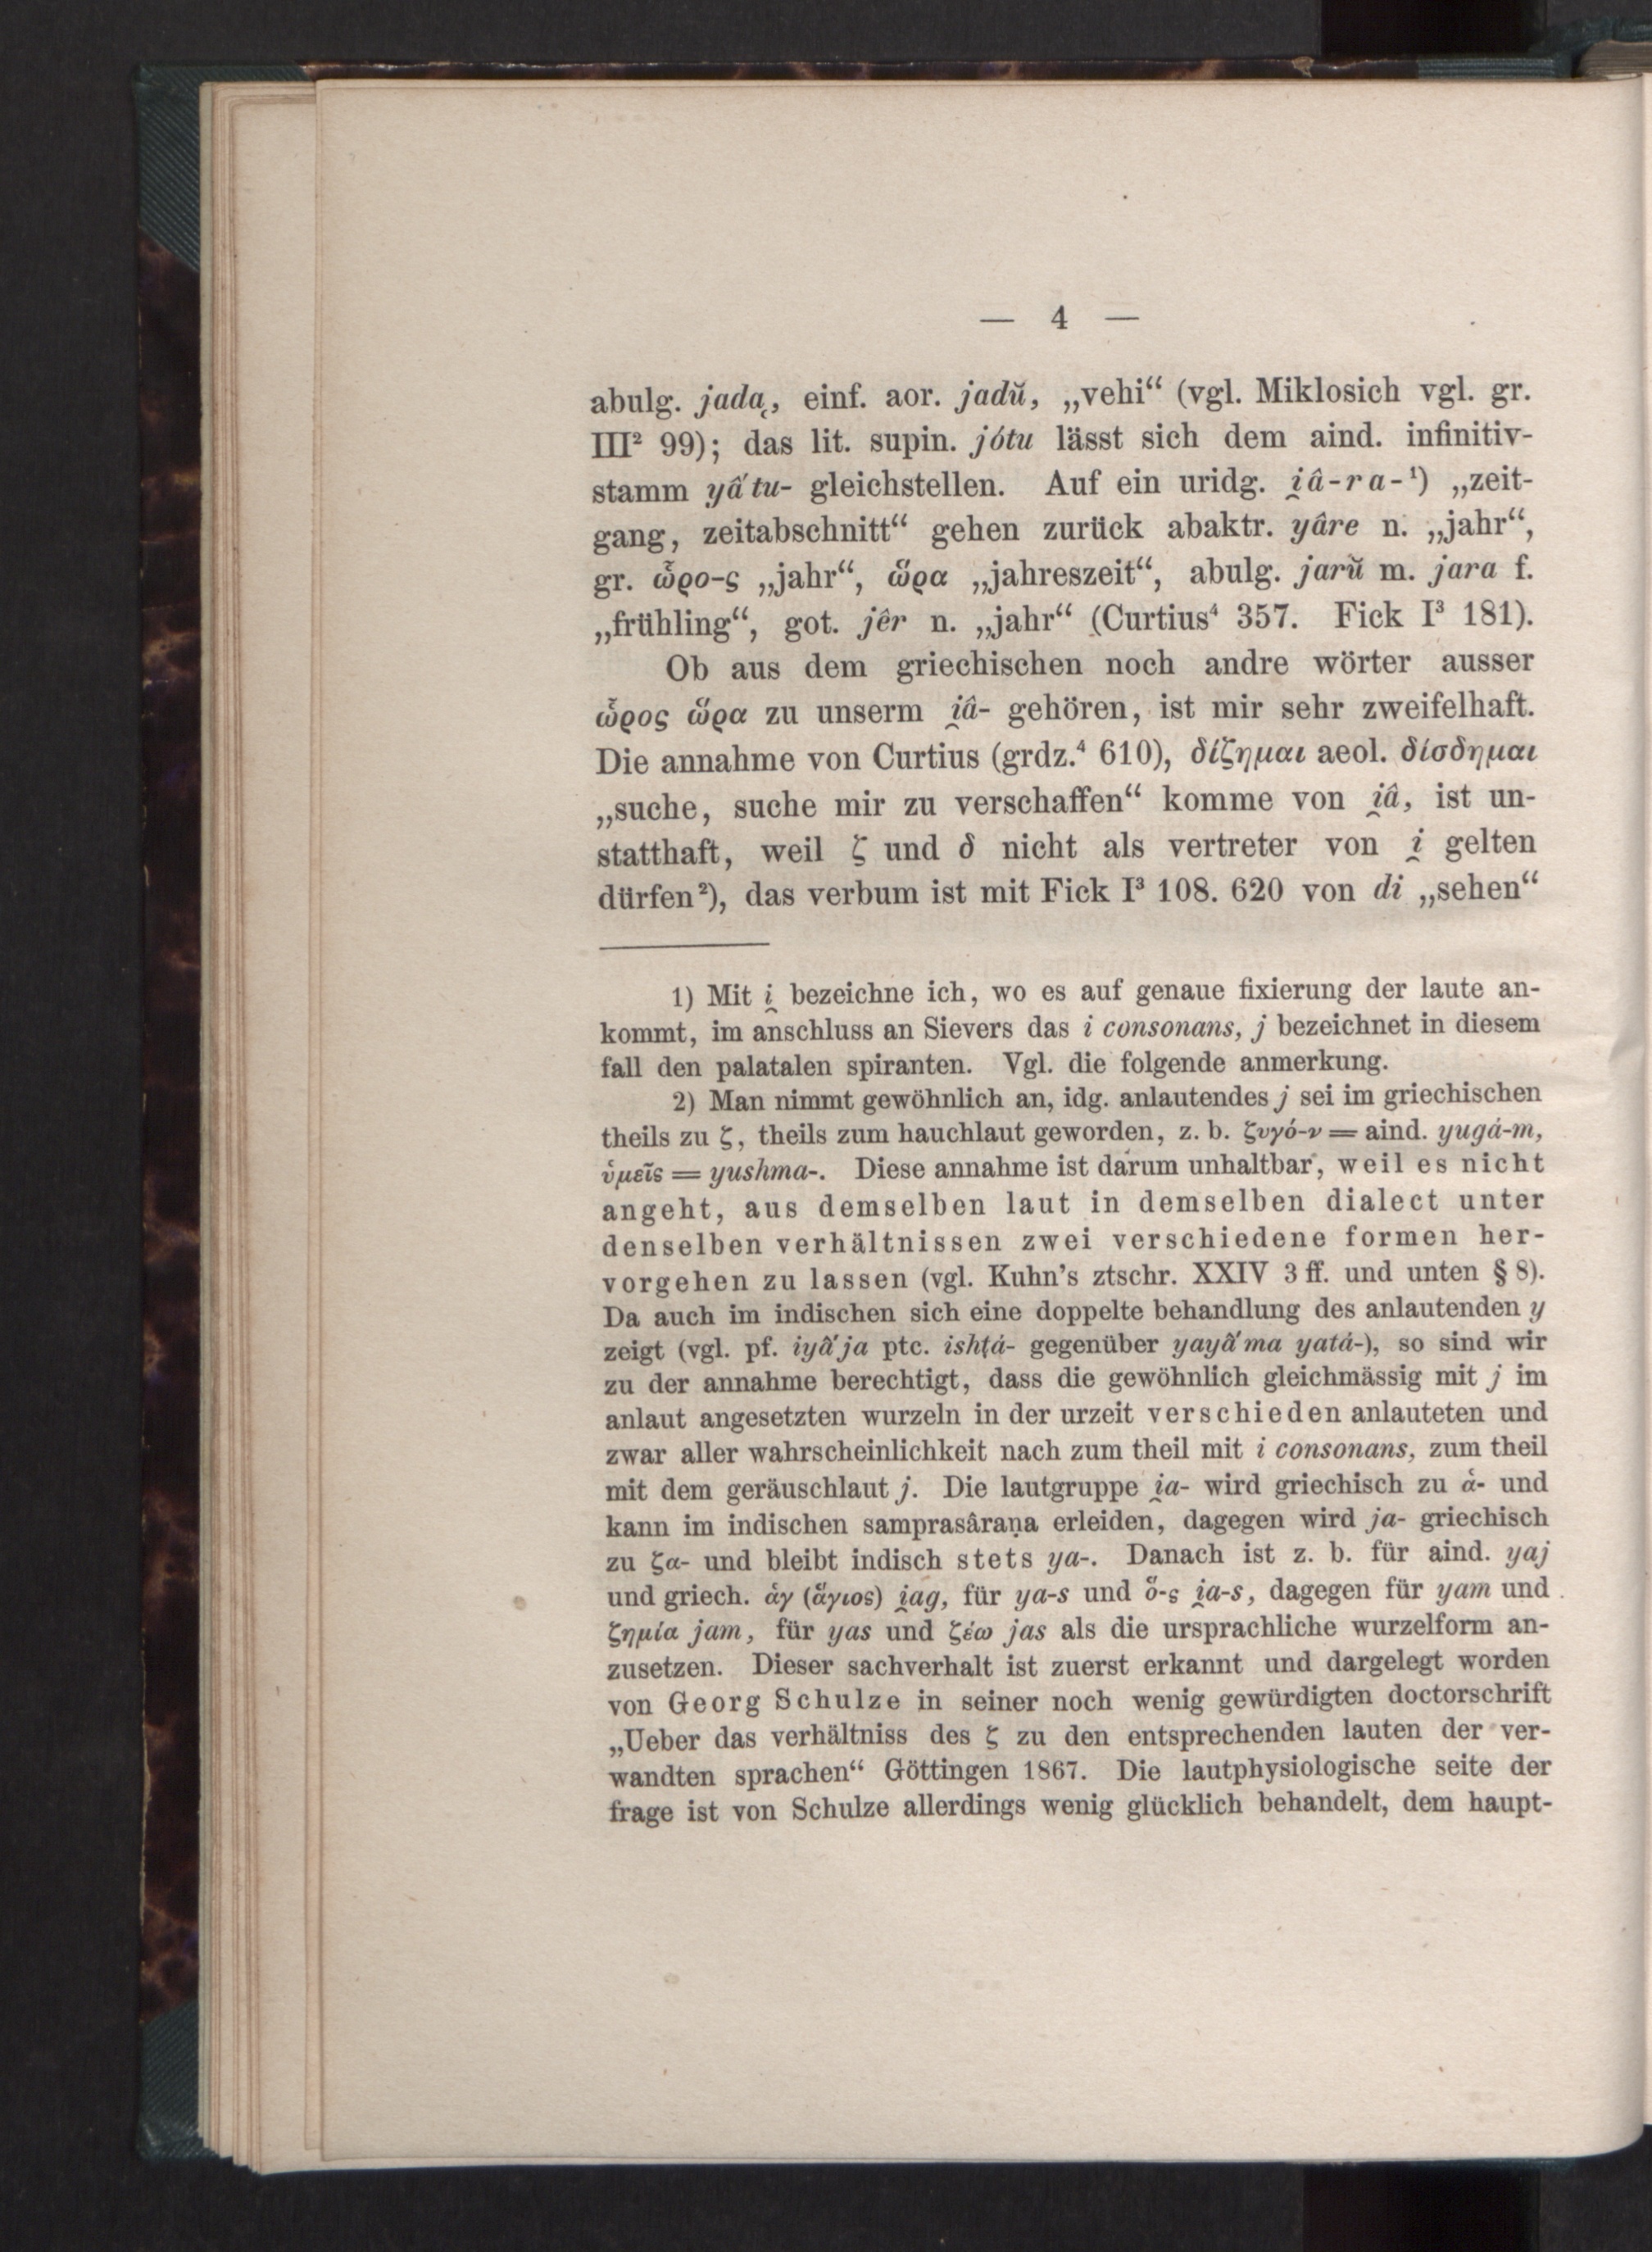 — 4 —
abulg. jadą, einf. aor. jadŭ, „vehi“ (vgl. Miklosich vgl. gr.
III² 99); das lit. supin. jótu lässt sich dem aind. infinitiv-
stamm yấtu- gleichstellen. Auf ein uridg. i̯â-ra-¹) „zeit-
gang, zeitabschnitt“ gehen zurück abaktr. yâre n. „jahr“,
gr. ὧρο-ς „jahr“, ὥρα „jahreszeit“, abulg. jarŭ m. jara f.
„frühling“, got. jêr n. „jahr“ (Curtius⁴ 357. Fick I³ 181).
Ob aus dem griechischen noch andre wörter ausser
ὧρος ὥρα zu unserm i̯â- gehören, ist mir sehr zweifelhaft.
Die annahme von Curtius (grdz.⁴ 610), δίζημαι aeol. δίσδημαι
„suche, suche mir zu verschaffen“ komme von i̯â, ist un-
statthaft, weil ζ und δ nicht als vertreter von i̯ gelten
dürfen²), das verbum ist mit Fick I³ 108. 620 von di „sehen“
1) Mit i̯ bezeichne ich, wo es auf genaue fixierung der laute an-
kommt, im anschluss an Sievers das i consonans, j bezeichnet in diesem
fall den palatalen spiranten. Vgl. die folgende anmerkung.
2) Man nimmt gewöhnlich an, idg. anlautendes j sei im griechischen
theils zu ζ, theils zum hauchlaut geworden, z. b. ζυγό-ν = aind. yugá-m,
ὑμεῖς = yushma-. Diese annahme ist darum unhaltbar, weil es nicht
angeht, aus demselben laut in demselben dialect unter
denselben verhältnissen zwei verschiedene formen her-
vorgehen zu lassen (vgl. Kuhn's ztschr. XXIV 3 ff. und unten § 8).
Da auch im indischen sich eine doppelte behandlung des anlautenden y
zeigt (vgl. pf. iyấja ptc. ishṭá- gegenüber yayấma yatá-), so sind wir
zu der annahme berechtigt, dass die gewöhnlich gleichmässig mit j im
anlaut angesetzten wurzeln in der urzeit verschieden anlauteten und
zwar aller wahrscheinlichkeit nach zum theil mit i consonans, zum theil
mit dem geräuschlaut j. Die lautgruppe i̯a- wird griechisch zu ἁ- und
kann im indischen samprasâraṇa erleiden, dagegen wird ja- griechisch
zu ζα- und bleibt indisch stets ya-. Danach ist z. b. für aind. yaj
und griech. ἁγ (ἅγιος) i̯ag, für ya-s und ὅ-ς i̯a-s, dagegen für yam und
ζημία jam, für yas und ζέω jas als die ursprachliche wurzelform an-
zusetzen. Dieser sachverhalt ist zuerst erkannt und dargelegt worden
von Georg Schulze in seiner noch wenig gewürdigten doctorschrift
„Ueber das verhältniss des ζ zu den entsprechenden lauten der ver-
wandten sprachen“ Göttingen 1867. Die lautphysiologische seite der
frage ist von Schulze allerdings wenig glücklich behandelt, dem haupt-